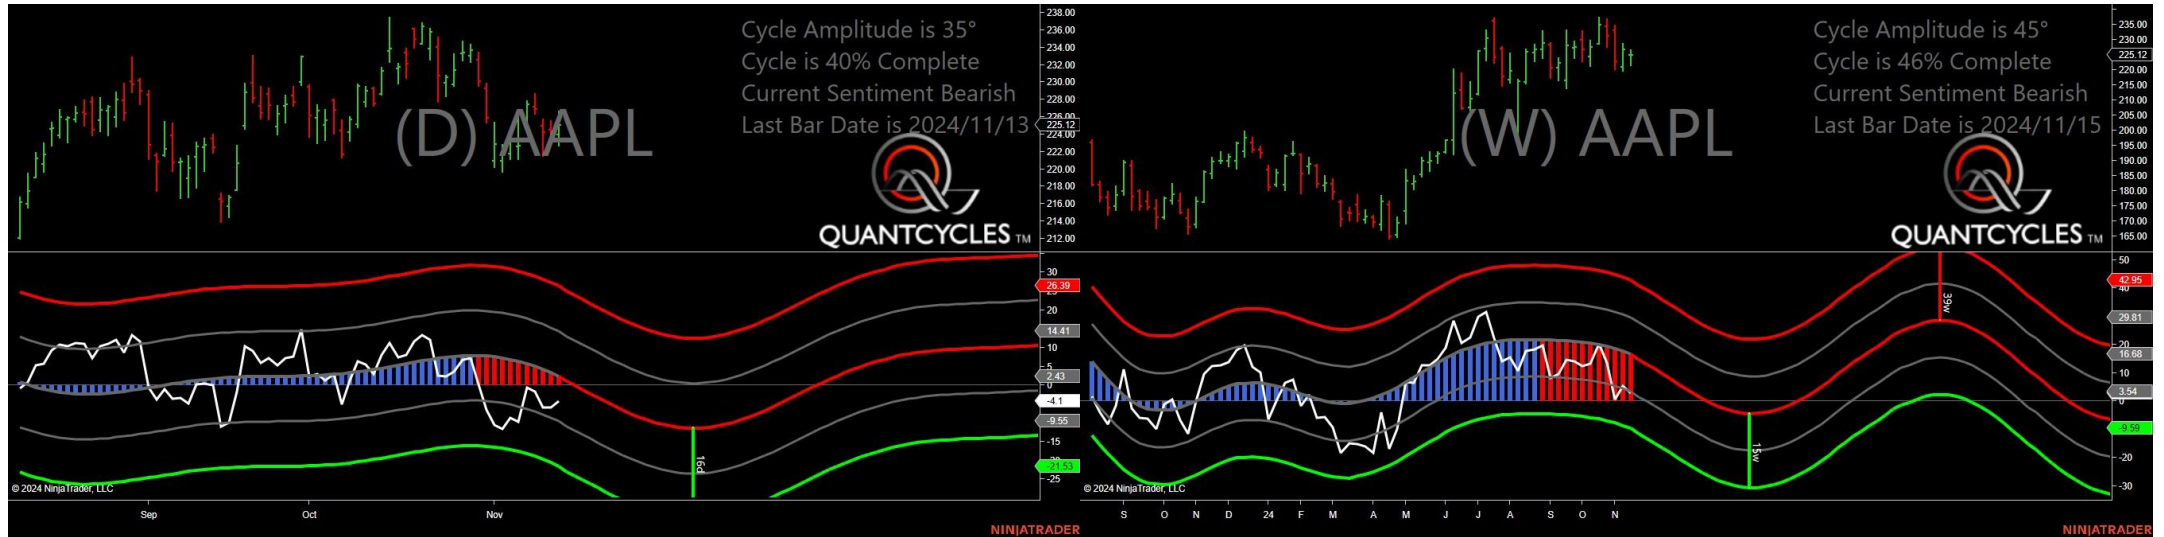 Cycle Amplitude is 35°
Cycle is 40% Complete
Current Sentiment Bearish
Last Bar Date is 2024/11/13
(D) AAPL
QUANTCYCLES TM
238.00
236.00
234.00
232.00
230.00
228.00
226.00
225.12
224.00
222.00
220.00
218.00
216.00
214.00
212.00
30
26.39
20
14.41
10
5
2.43
0
-4.1
-9.55
-15
-21.53
-25
16d
© 2024 NinjaTrader, LLC
Sep Oct Nov
NINJATRADER
Cycle Amplitude is 45°
Cycle is 46% Complete
Current Sentiment Bearish
Last Bar Date is 2024/11/15
(W) AAPL
QUANTCYCLES TM
235.00
230.00
225.12
220.00
215.00
210.00
205.00
200.00
195.00
190.00
185.00
180.00
175.00
170.00
165.00
50
42.95
40
29.81
20
16.68
10
3.54
0
-9.59
-20
-30
39w
15w
© 2024 NinjaTrader, LLC
S O N D 24 F M A M J J A S O N
NINJATRADER